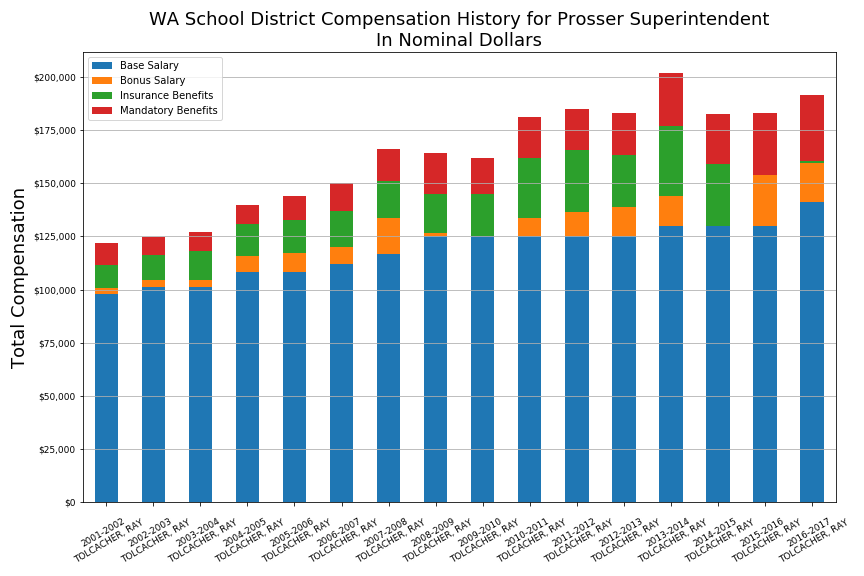 WA School District Compensation History for Prosser Superintendent
In Nominal Dollars
Base Salary
Bonus Salary
Insurance Benefits
Mandatory Benefits
Total Compensation
$200,000
$175,000
$150,000
$125,000
$100,000
$75,000
$50,000
$25,000
$0
2001-2002
TOLCACHER, RAY
2002-2003
TOLCACHER, RAY
2003-2004
TOLCACHER, RAY
2004-2005
TOLCACHER, RAY
2005-2006
TOLCACHER, RAY
2006-2007
TOLCACHER, RAY
2007-2008
TOLCACHER, RAY
2008-2009
TOLCACHER, RAY
2009-2010
TOLCACHER, RAY
2010-2011
TOLCACHER, RAY
2011-2012
TOLCACHER, RAY
2012-2013
TOLCACHER, RAY
2013-2014
TOLCACHER, RAY
2014-2015
TOLCACHER, RAY
2015-2016
TOLCACHER, RAY
2016-2017
TOLCACHER, RAY